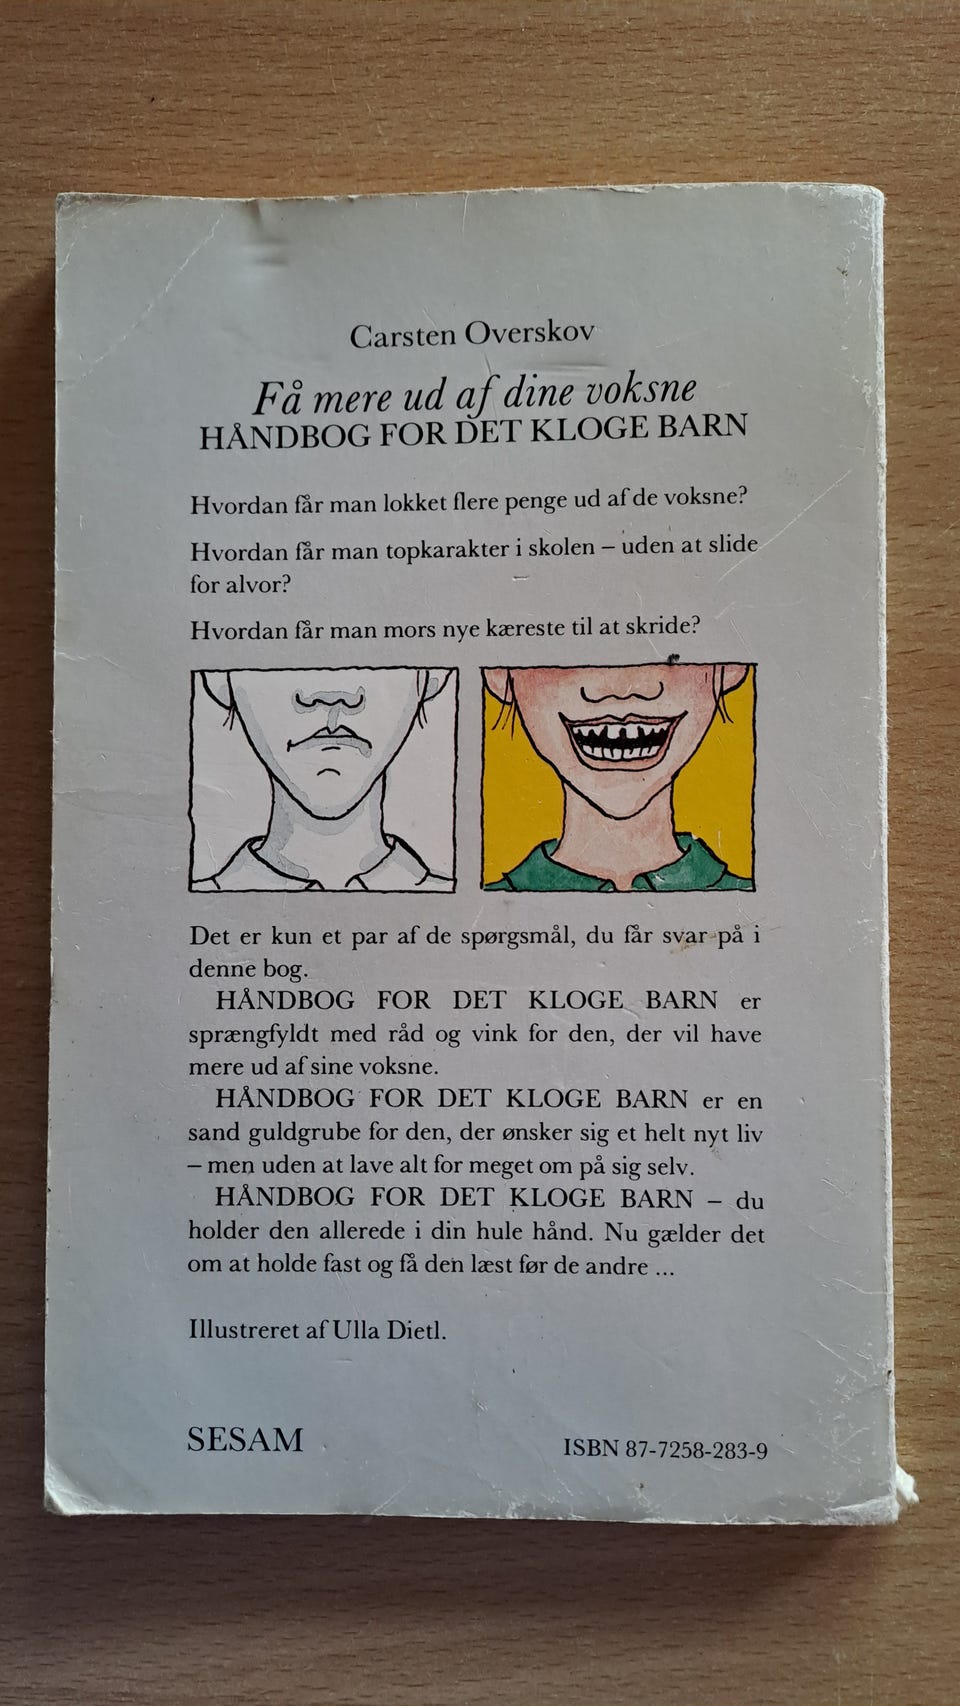 Carsten Overskov
Få mere ud af dine voksne
HÅNDBOG FOR DET KLOGE BARN
Hvordan får man lokket flere penge ud af de voksne?
Hvordan får man topkarakter i skolen – uden at slide
for alvor?
Hvordan får man mors nye kæreste til at skride?
Det er kun et par af de spørgsmål, du får svar på i
denne bog.
HÅNDBOG FOR DET KLOGE BARN er
sprængfyldt med råd og vink for den, der vil have
mere ud af sine voksne.
HÅNDBOG FOR DET KLOGE BARN er en
sand guldgrube for den, der ønsker sig et helt nyt liv
– men uden at lave alt for meget om på sig selv.
HÅNDBOG FOR DET KLOGE BARN – du
holder den allerede i din hule hånd. Nu gælder det
om at holde fast og få den læst før de andre ...
Illustreret af Ulla Dietl.
SESAM
ISBN 87-7258-283-9